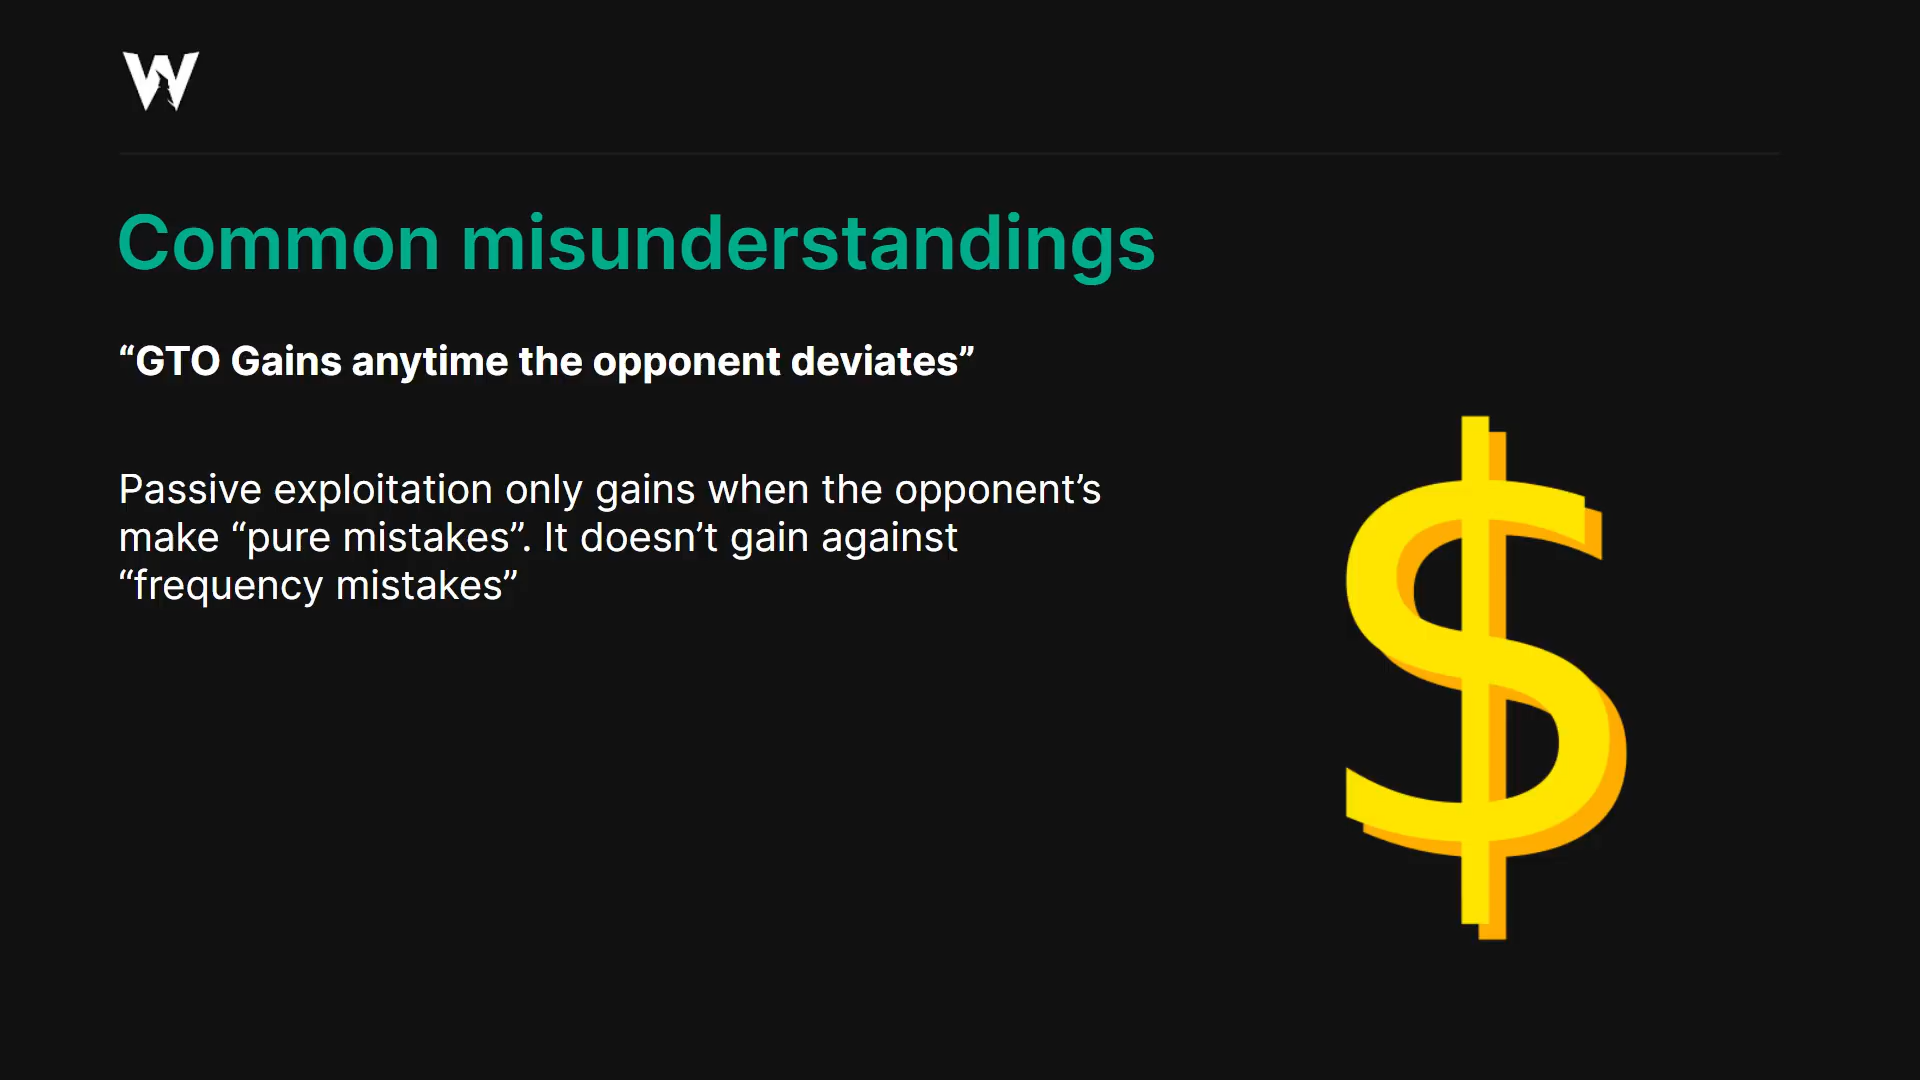 W
Common misunderstandings
“GTO Gains anytime the opponent deviates”
Passive exploitation only gains when the opponent’s
make “pure mistakes”. It doesn’t gain against
“frequency mistakes”
$